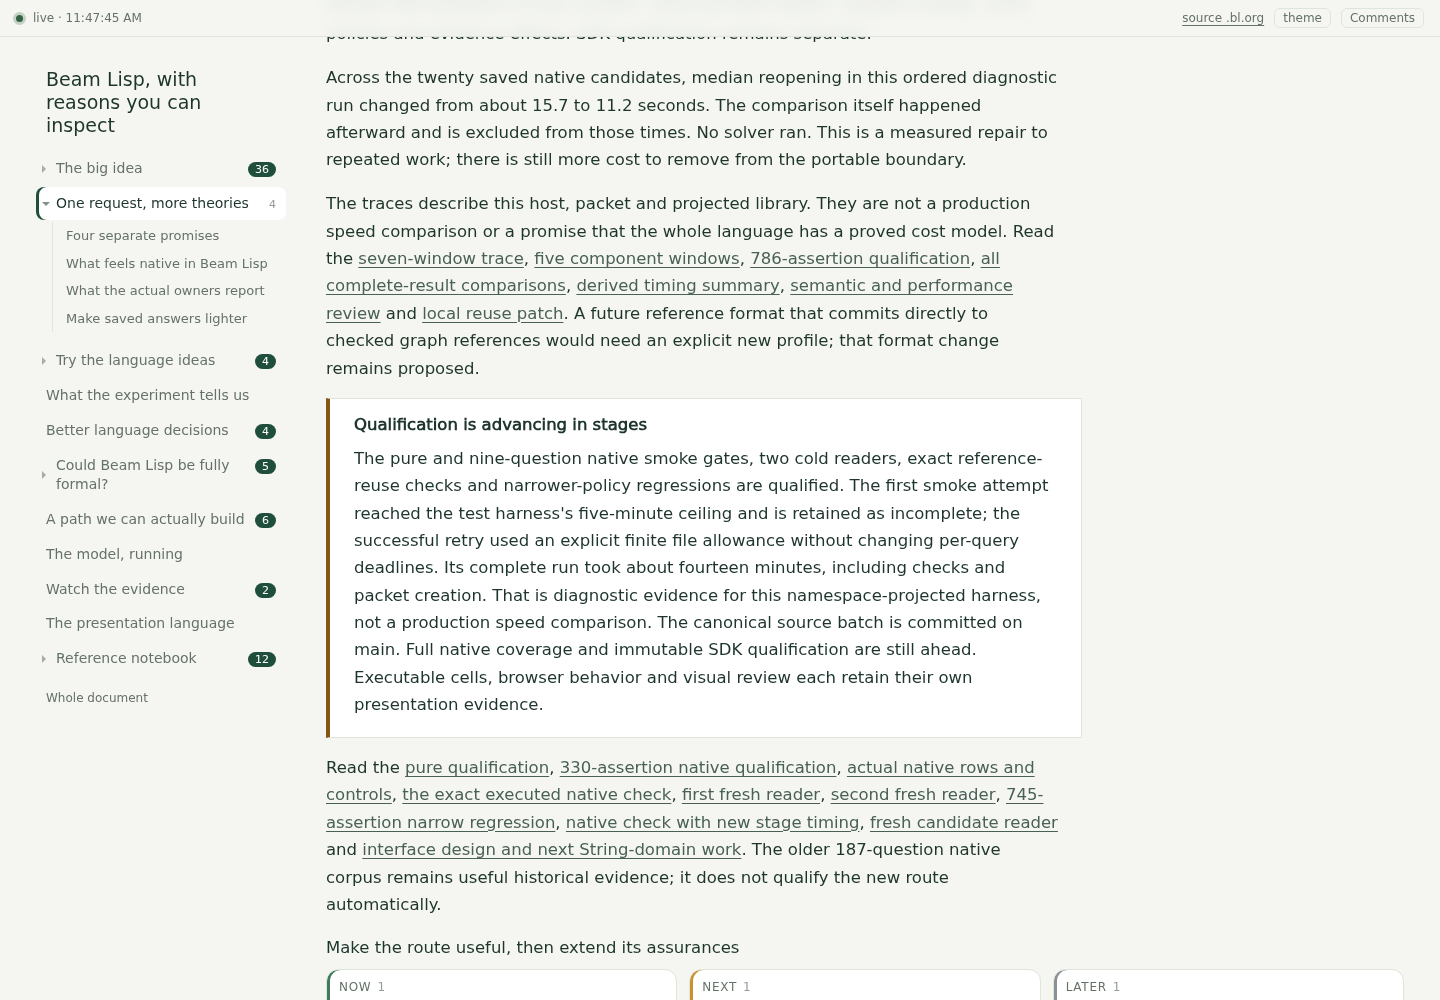 live · 11:47:45 AM
source .bl.org
theme
Comments
Beam Lisp, with
reasons you can
inspect
The big idea 36
One request, more theories 4
Four separate promises
What feels native in Beam Lisp
What the actual owners report
Make saved answers lighter
Try the language ideas 4
What the experiment tells us
Better language decisions 4
Could Beam Lisp be fully 5
formal?
A path we can actually build 6
The model, running
Watch the evidence 2
The presentation language
Reference notebook 12
Whole document
policies and evidence effects. SDK qualification remains separate.
Across the twenty saved native candidates, median reopening in this ordered diagnostic
run changed from about 15.7 to 11.2 seconds. The comparison itself happened
afterward and is excluded from those times. No solver ran. This is a measured repair to
repeated work; there is still more cost to remove from the portable boundary.
The traces describe this host, packet and projected library. They are not a production
speed comparison or a promise that the whole language has a proved cost model. Read
the seven-window trace, five component windows, 786-assertion qualification, all
complete-result comparisons, derived timing summary, semantic and performance
review and local reuse patch. A future reference format that commits directly to
checked graph references would need an explicit new profile; that format change
remains proposed.
Qualification is advancing in stages
The pure and nine-question native smoke gates, two cold readers, exact reference-
reuse checks and narrower-policy regressions are qualified. The first smoke attempt
reached the test harness's five-minute ceiling and is retained as incomplete; the
successful retry used an explicit finite file allowance without changing per-query
deadlines. Its complete run took about fourteen minutes, including checks and
packet creation. That is diagnostic evidence for this namespace-projected harness,
not a production speed comparison. The canonical source batch is committed on
main. Full native coverage and immutable SDK qualification are still ahead.
Executable cells, browser behavior and visual review each retain their own
presentation evidence.
Read the pure qualification, 330-assertion native qualification, actual native rows and
controls, the exact executed native check, first fresh reader, second fresh reader, 745-
assertion narrow regression, native check with new stage timing, fresh candidate reader
and interface design and next String-domain work. The older 187-question native
corpus remains useful historical evidence; it does not qualify the new route
automatically.
Make the route useful, then extend its assurances
NOW 1
NEXT 1
LATER 1